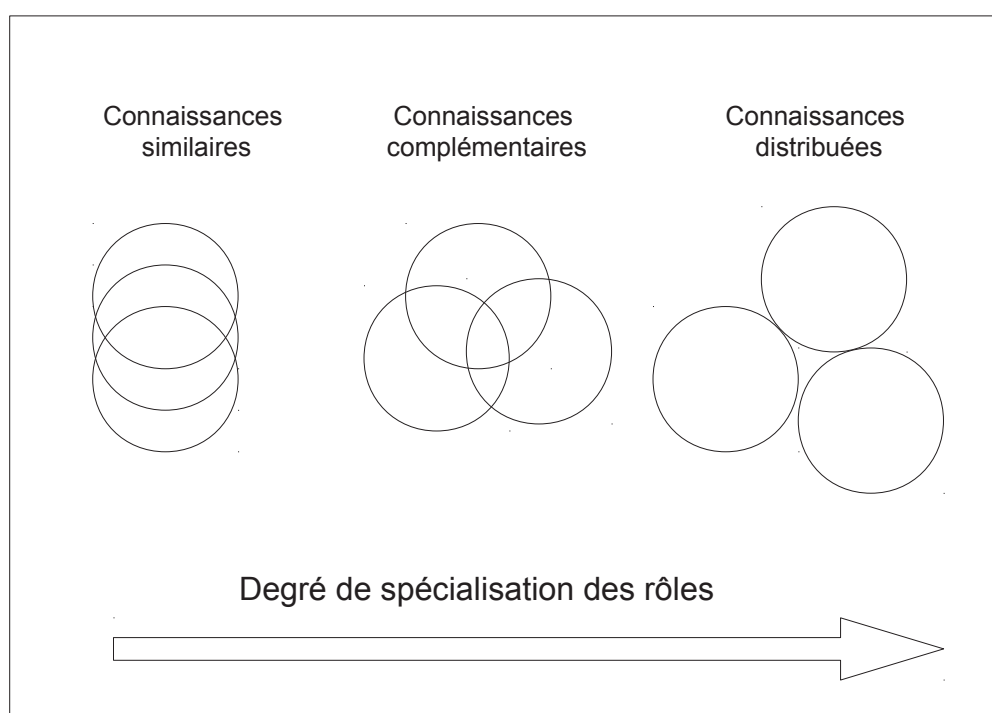 Connaissances
similaires
Connaissances
complémentaires
Connaissances
distribuées
Degré de spécialisation des rôles